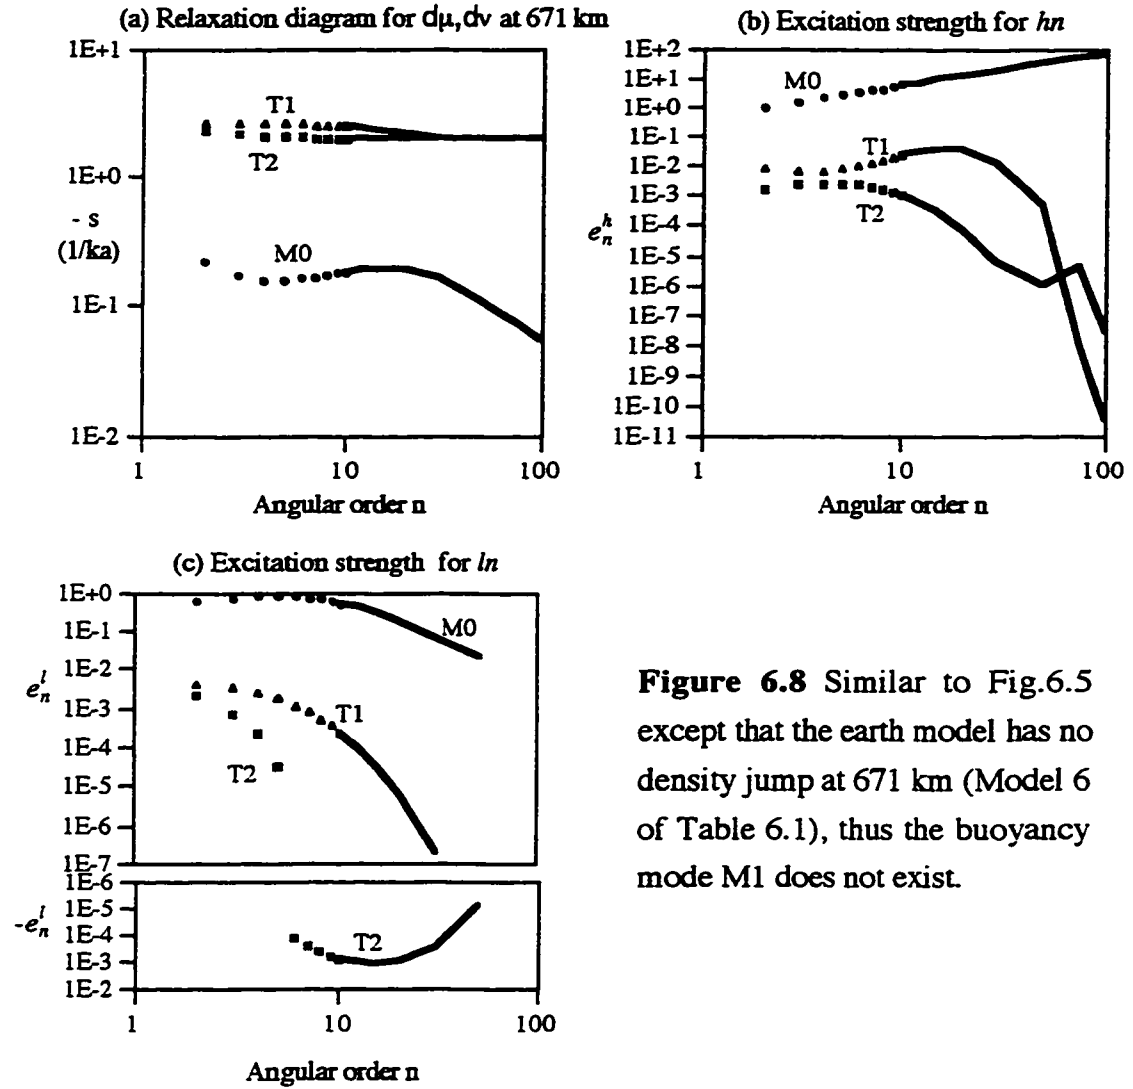 (a) Relaxation diagram for dμ,dν at 671 km
1E+1
1E+0
- s
(1/ka)
1E-1
1E-2
T1
T2
M0
1
10
100
Angular order n
(b) Excitation strength for hn
1E+2
1E+1
1E+0
1E-1
1E-2
1E-3
1E-4
1E-5
1E-6
1E-7
1E-8
1E-9
1E-10
1E-11
e_n^h
M0
T1
T2
1
10
100
Angular order n
(c) Excitation strength for ln
1E+0
1E-1
1E-2
1E-3
1E-4
1E-5
1E-6
1E-7
e_n^l
M0
T1
T2
1E-6
1E-5
1E-4
1E-3
1E-2
-e_n^l
T2
1
10
100
Angular order n
Figure 6.8 Similar to Fig.6.5
except that the earth model has no
density jump at 671 km (Model 6
of Table 6.1), thus the buoyancy
mode M1 does not exist.